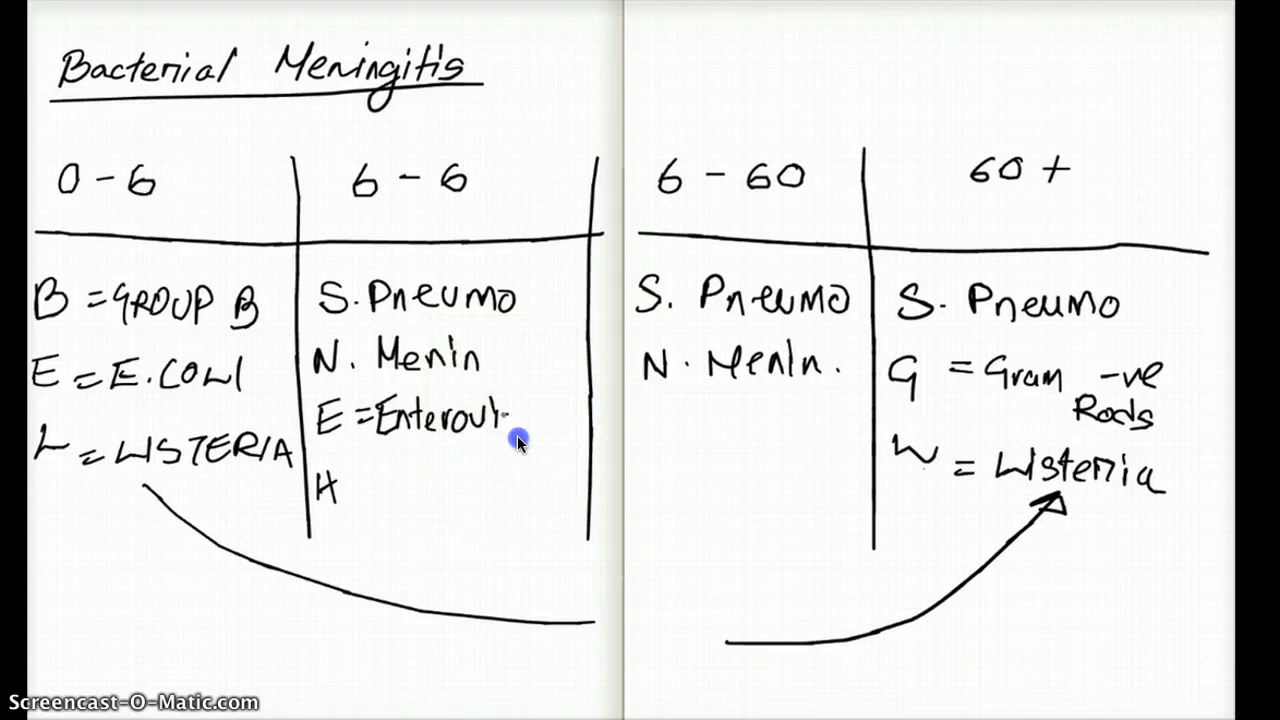 Bacterial Meningitis
0 - 6
6 - 6
6 - 60
60 +
B = GROUP B
E = E. COLI
L = LISTERIA
S. Pneumo
N. Menin
E = Enterovi
H
S. Pneumo
N. Menin.
S. Pneumo
G = Gram -ve
Rods
L = Listeria
Screencast-O-Matic.com